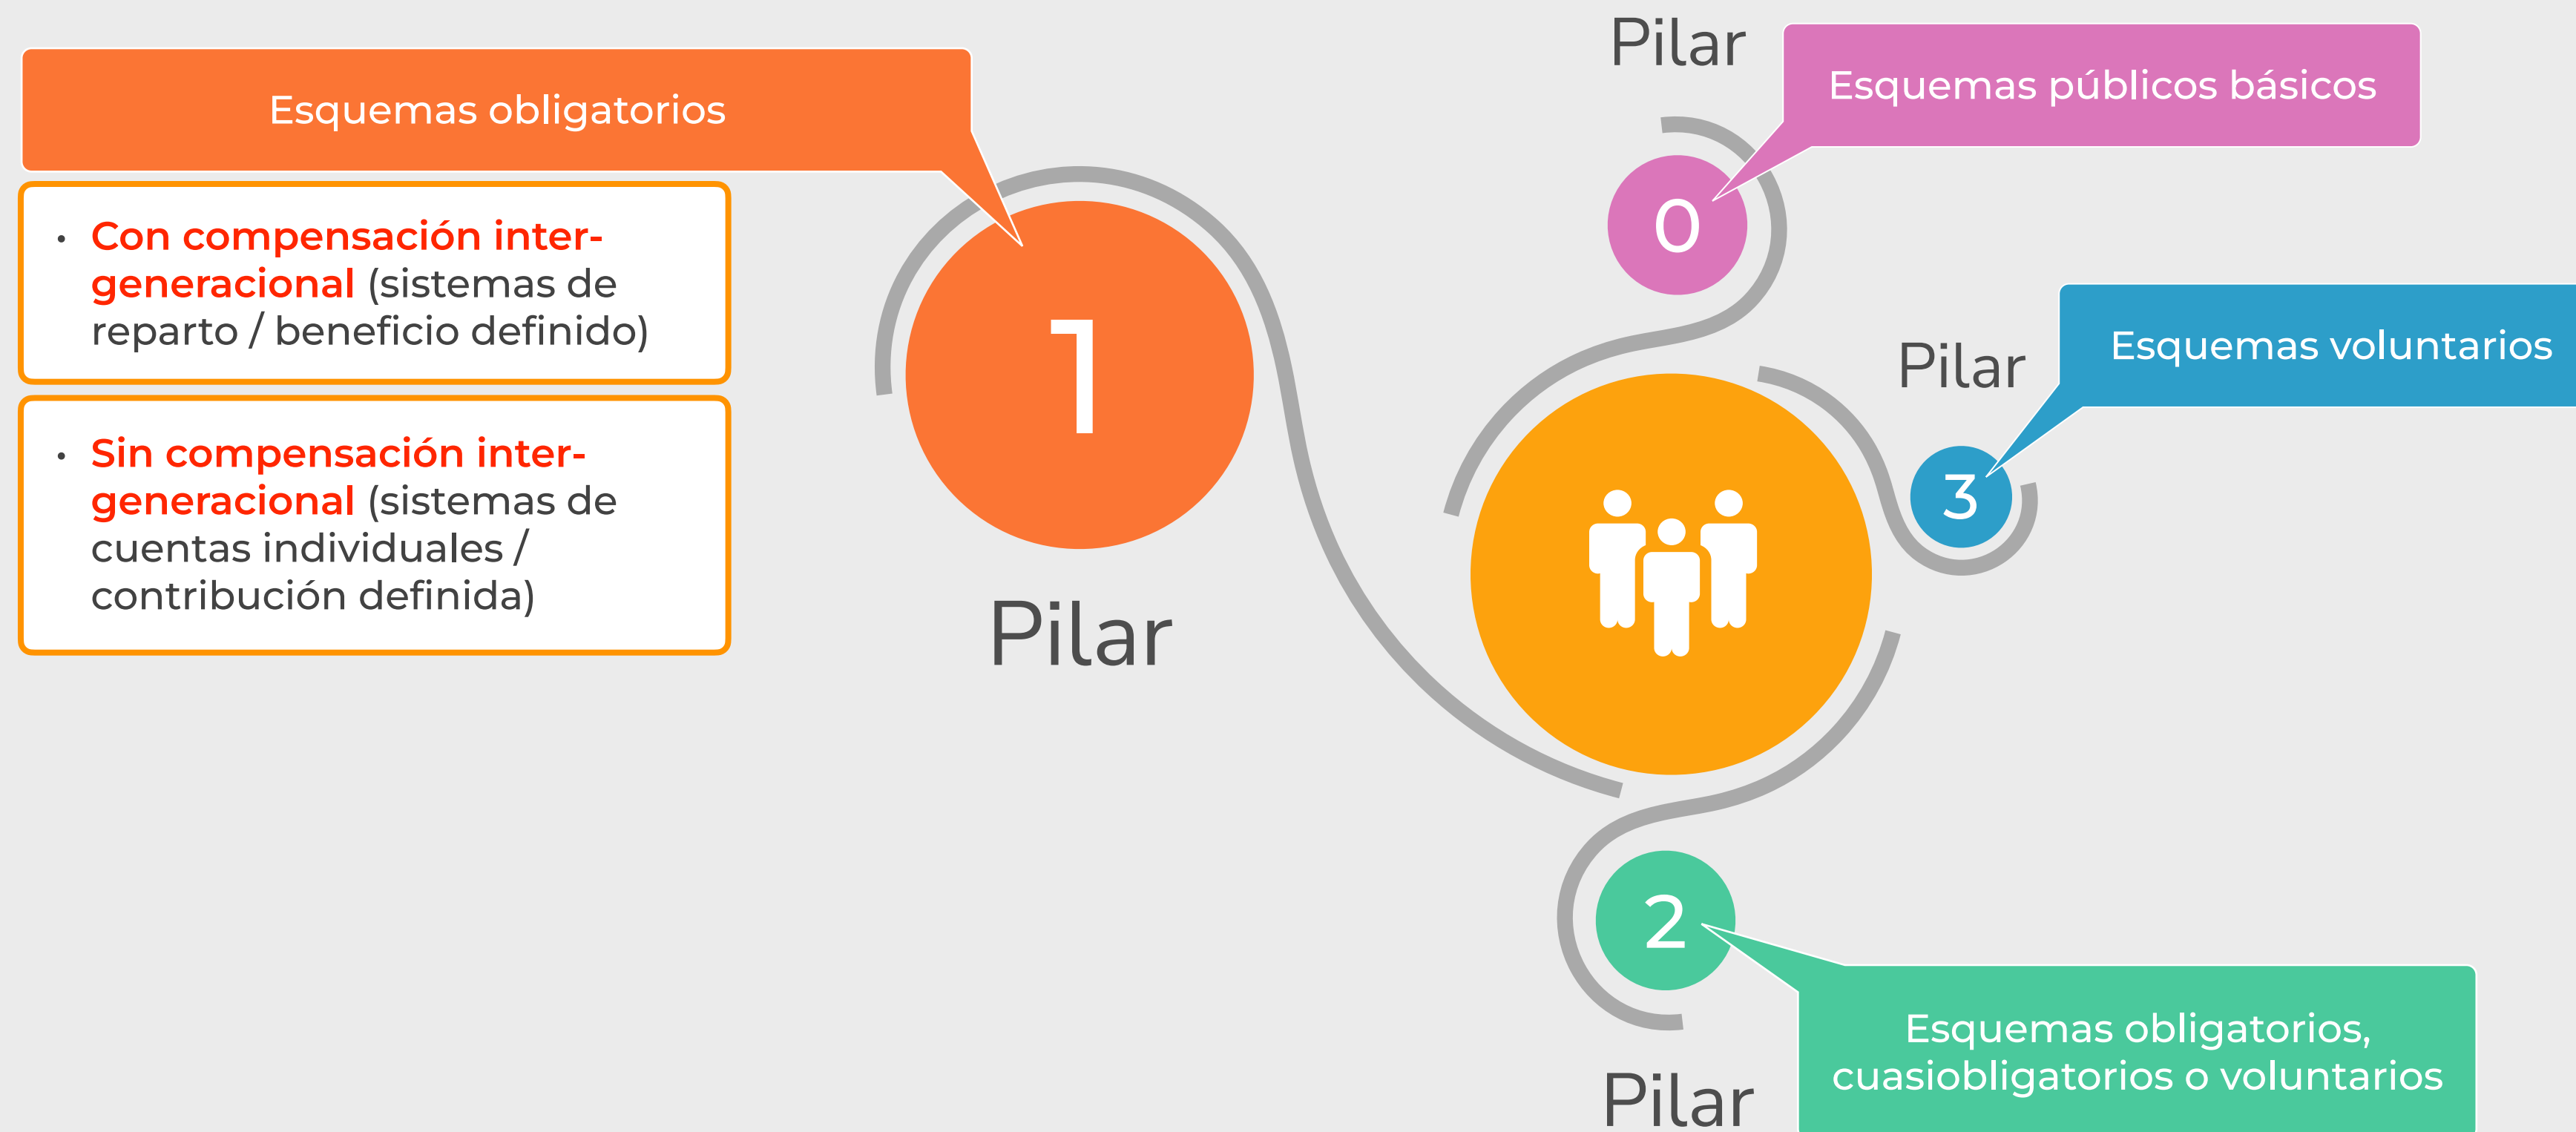 Esquemas obligatorios
• Con compensación inter-
generacional (sistemas de
reparto / beneficio definido)
• Sin compensación inter-
generacional (sistemas de
cuentas individuales /
contribución definida)
1
Pilar
Pilar
0
Esquemas públicos básicos
Pilar
3
Esquemas voluntarios
2
Pilar
Esquemas obligatorios,
cuasiobligatorios o voluntarios